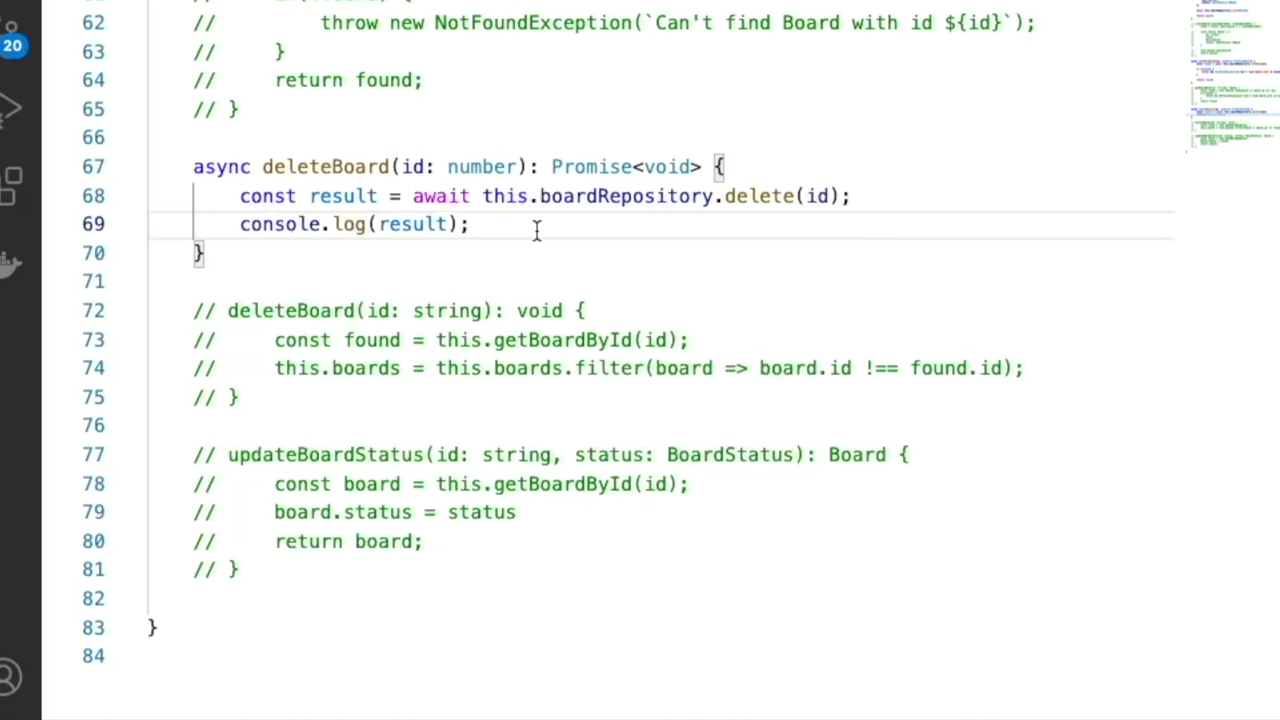 20
62 //         throw new NotFoundException(`Can't find Board with id ${id}`);
63 //     }
64 //     return found;
65 // }
66
67 async deleteBoard(id: number): Promise<void> {
68     const result = await this.boardRepository.delete(id);
69     console.log(result);
70 }
71
72 // deleteBoard(id: string): void {
73 //     const found = this.getBoardById(id);
74 //     this.boards = this.boards.filter(board => board.id !== found.id);
75 // }
76
77 // updateBoardStatus(id: string, status: BoardStatus): Board {
78 //     const board = this.getBoardById(id);
79 //     board.status = status
80 //     return board;
81 // }
82
83 }
84